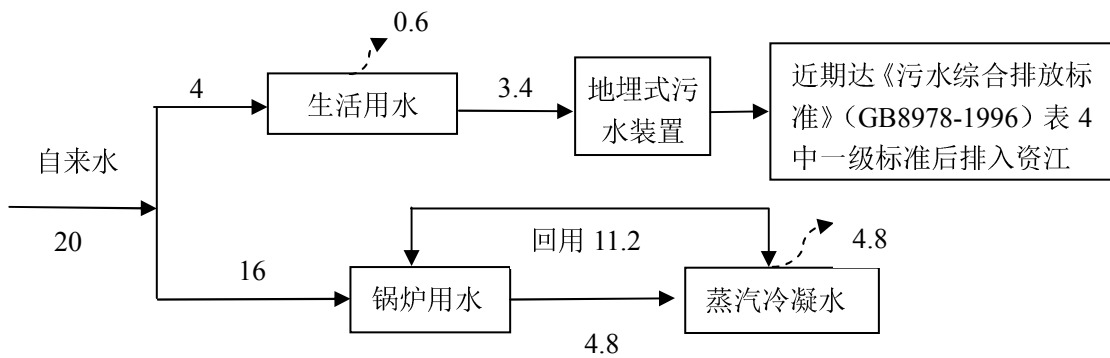 0.6
4
生活用水
3.4
地埋式污
水装置
近期达《污水综合排放标
准》（GB8978-1996）表 4
中一级标准后排入资江
自来水
20
回用 11.2
4.8
16
锅炉用水
蒸汽冷凝水
4.8